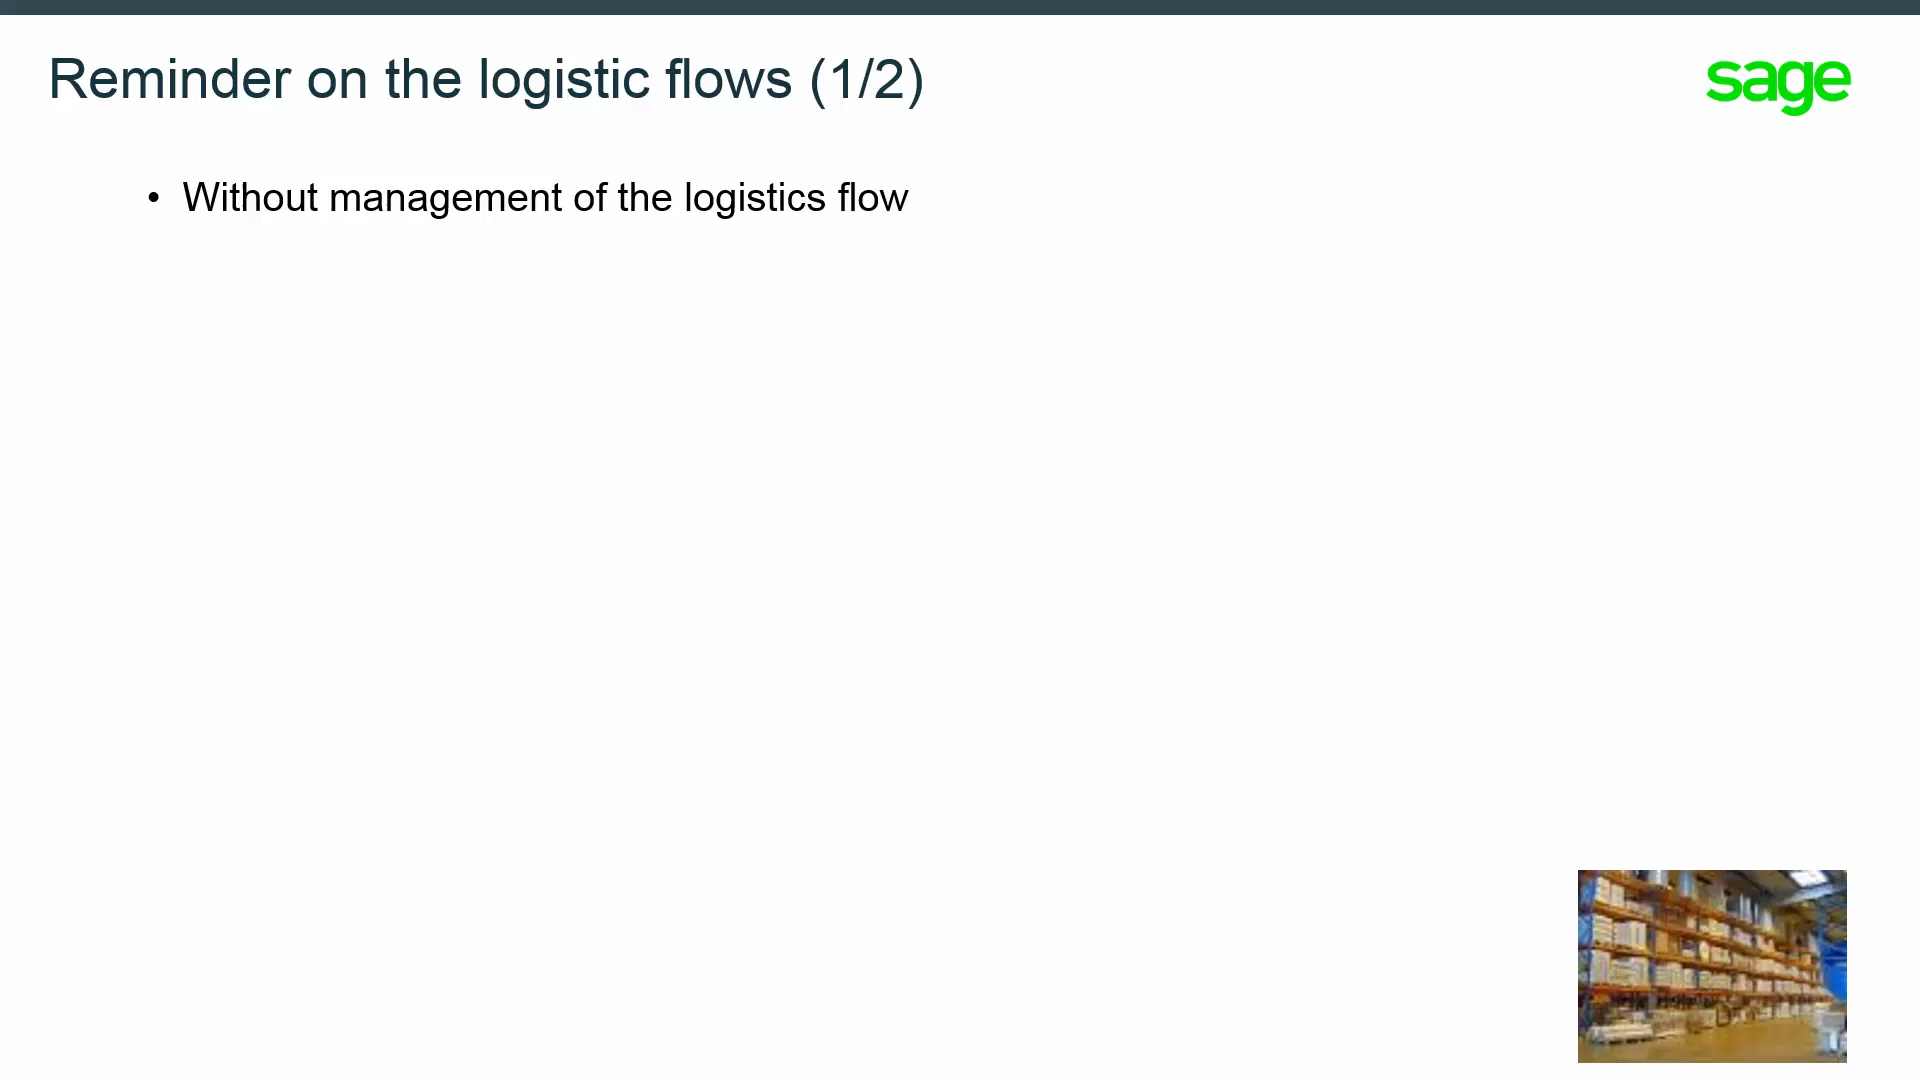 Reminder on the logistic flows (1/2)
sage
• Without management of the logistics flow